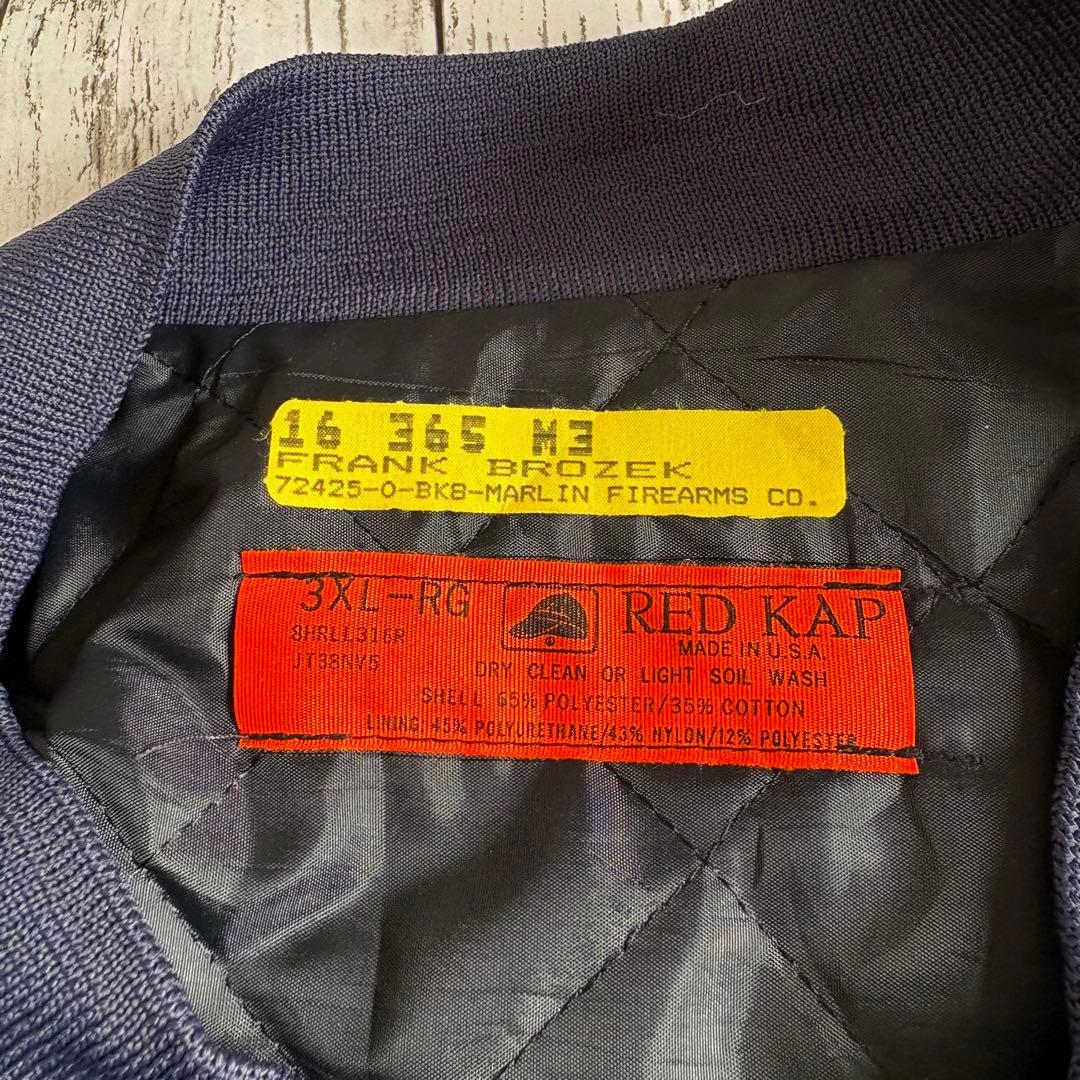 16 365 M3
FRANK BROZEK
72425-0-BK8-MARLIN FIREARMS CO.
3XL-RG
RED KAP
8HRLL316R
MADE IN U.S.A.
JT38NV5
DRY CLEAN OR LIGHT SOIL WASH
SHELL 65% POLYESTER/35% COTTON
LINING: 45% POLYURETHANE/43% NYLON/12% POLYESTER